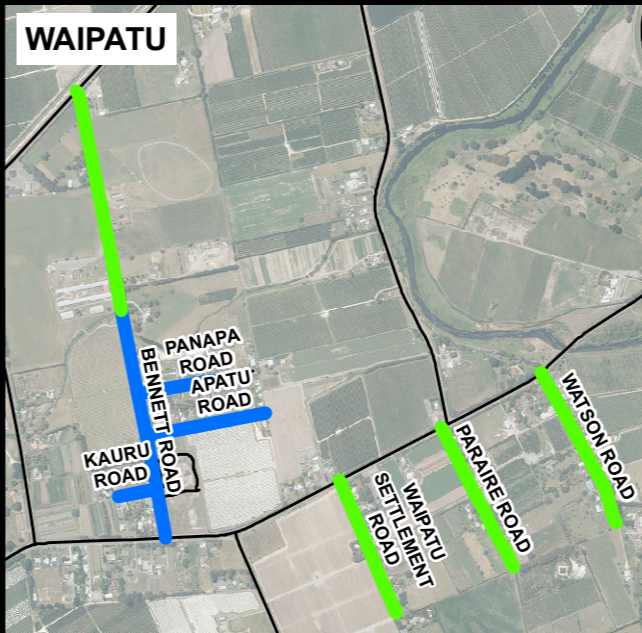 WAIPATU
PANAPA
ROAD
APATU
ROAD
BENNETT ROAD
KAURU
ROAD
WAIPATU
SETTLEMENT
ROAD
PARAIRE ROAD
WATSON ROAD